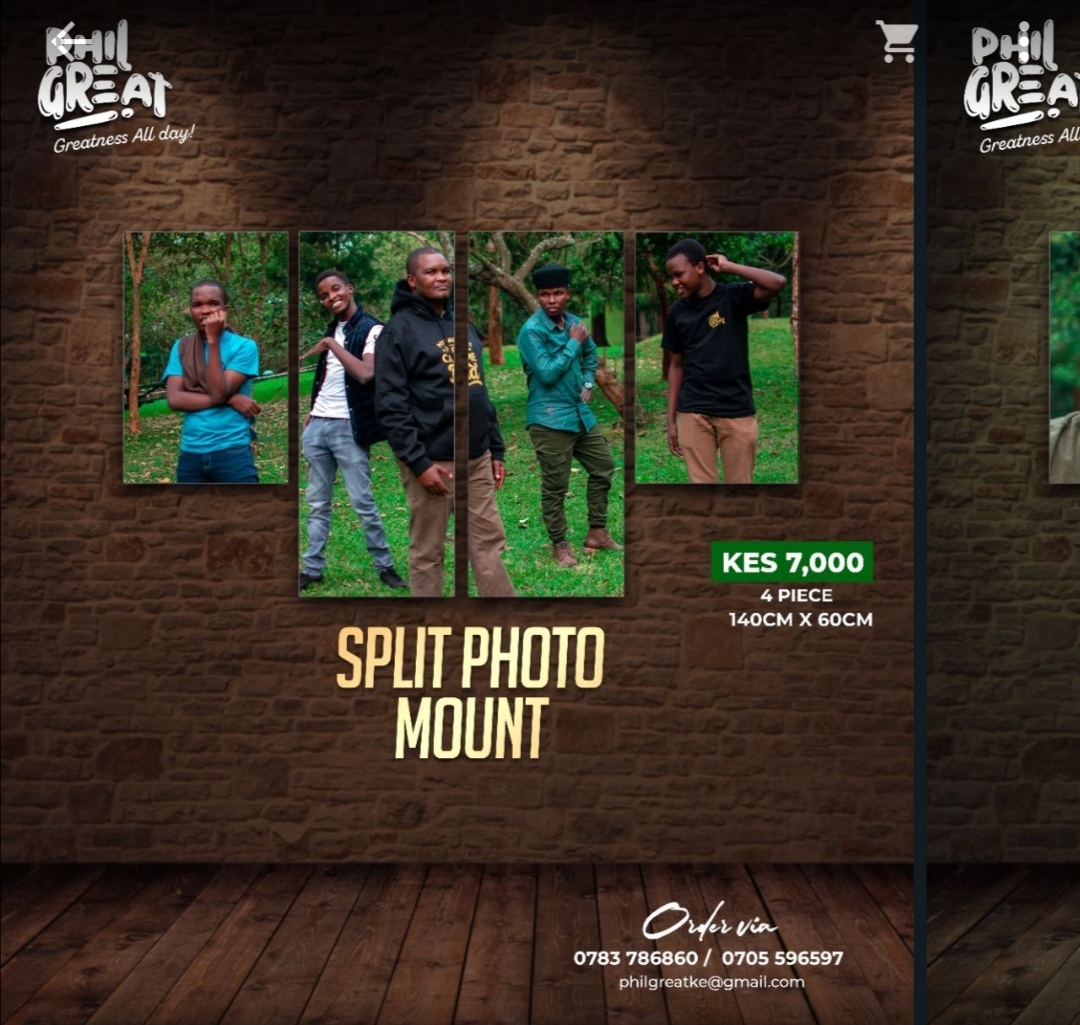 PHIL
GREAT
Greatness All day!
PHIL
GREA
Greatness All
KES 7,000
4 PIECE
140CM X 60CM
SPLIT PHOTO
MOUNT
Order via
0783 786860 / 0705 596597
philgreatke@gmail.com